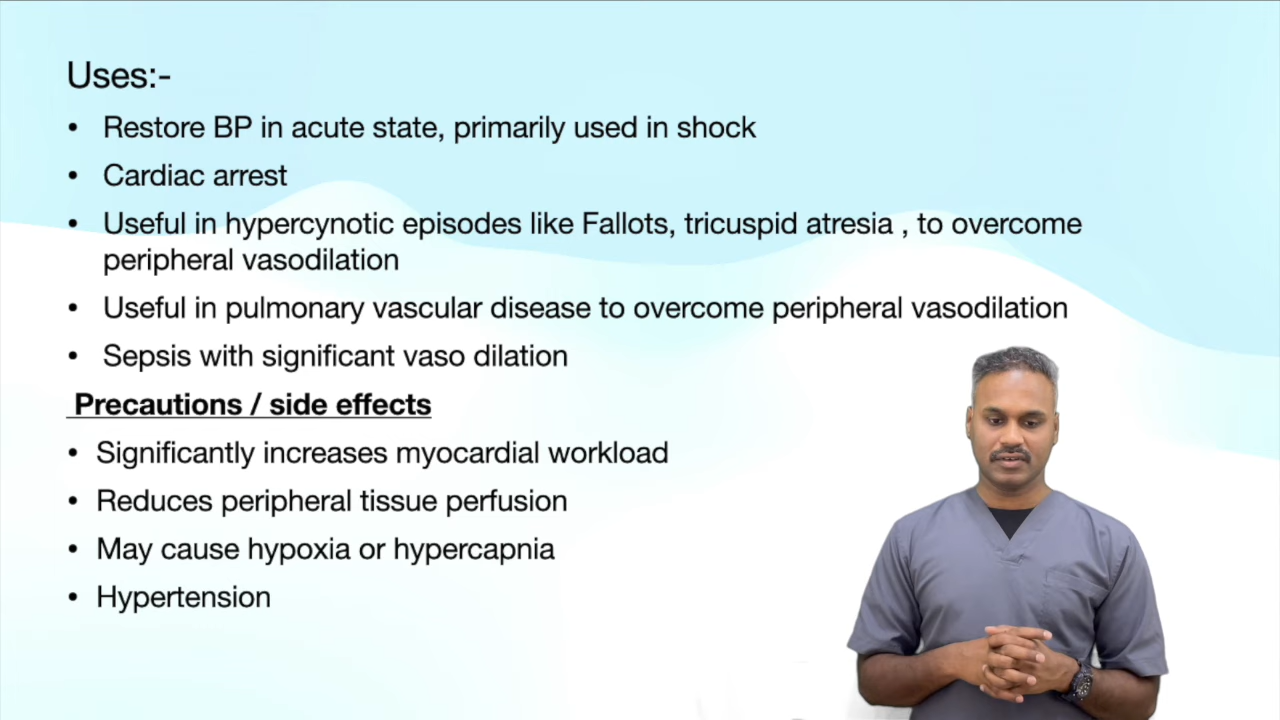 Uses:-
• Restore BP in acute state, primarily used in shock
• Cardiac arrest
• Useful in hypercynotic episodes like Fallots, tricuspid atresia , to overcome
peripheral vasodilation
• Useful in pulmonary vascular disease to overcome peripheral vasodilation
• Sepsis with significant vaso dilation
Precautions / side effects
• Significantly increases myocardial workload
• Reduces peripheral tissue perfusion
• May cause hypoxia or hypercapnia
• Hypertension